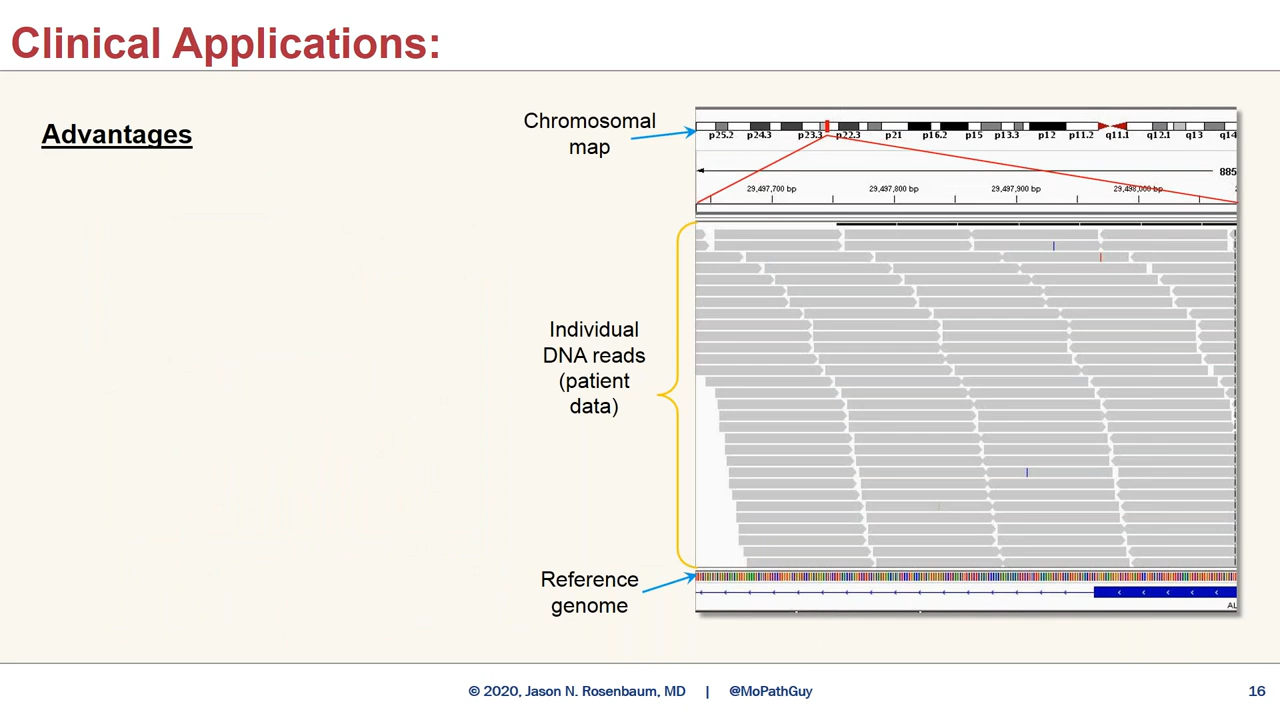 Clinical Applications:
Advantages
Chromosomal
map
p25.2 p24.3 p23.3 p22.3 p21 p16.2 p15 p13.3 p12 p11.2 q11.1 q12.1 q13 q14
885
29,497,700 bp 29,497,800 bp 29,497,900 bp 29,498,000 bp
Individual
DNA reads
(patient
data)
Reference
genome
AL
© 2020, Jason N. Rosenbaum, MD | @MoPathGuy
16